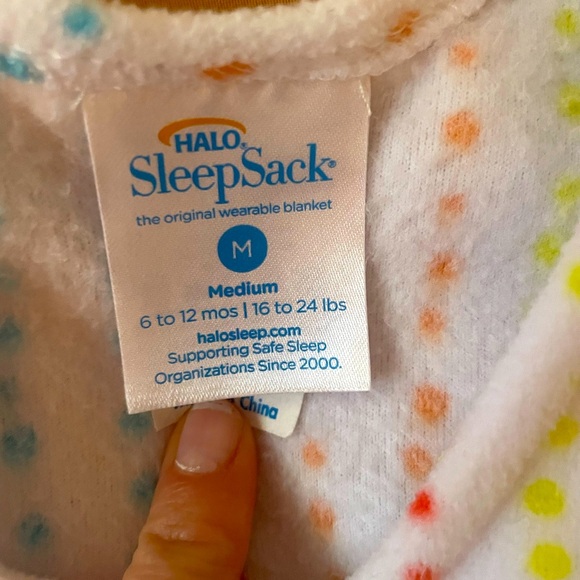 HALO®
SleepSack®
the original wearable blanket
M
Medium
6 to 12 mos | 16 to 24 lbs
halosleep.com
Supporting Safe Sleep
Organizations Since 2000.
China